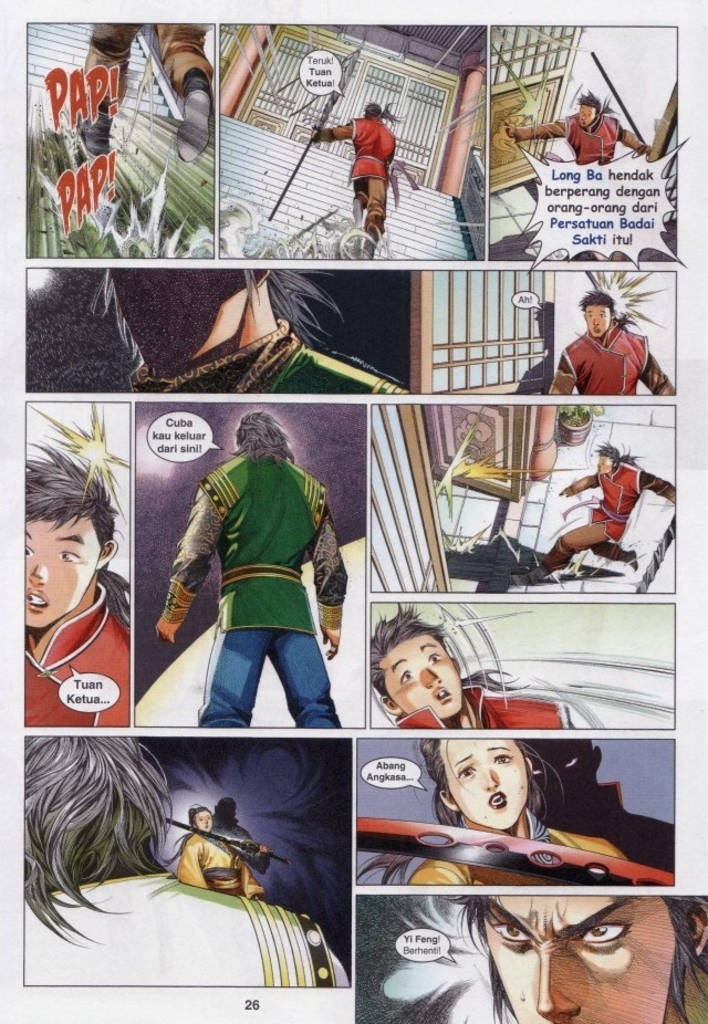 PAP!
PAP!
Teruk!
Tuan
Ketua!
Long Ba hendak
berperang dengan
orang-orang dari
Persatuan Badai
Sakti itu!
Ah!
Tuan
Ketua...
Cuba
kau keluar
dari sini!
Abang
Angkasa...
Yi Feng!
Berhenti!
26